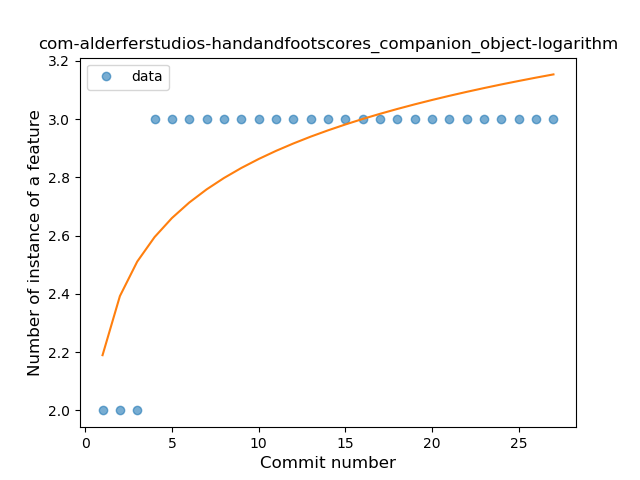 com-alderferstudios-handandfootscores_companion_object-logarithm
data
Number of instance of a feature
3.2
3.0
2.8
2.6
2.4
2.2
2.0
0 5 10 15 20 25
Commit number